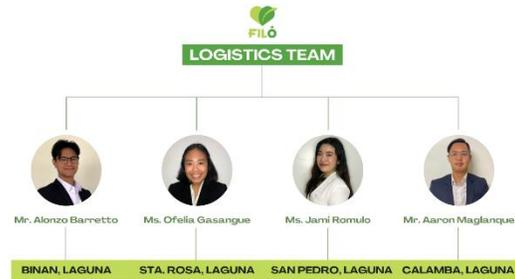 FILÓ
LOGISTICS TEAM
Mr. Alonzo Barretto
Ms. Ofelia Gasangue
Ms. Jami Romulo
Mr. Aaron Maglanque
BINAN, LAGUNA
STA. ROSA, LAGUNA
SAN PEDRO, LAGUNA
CALAMBA, LAGUNA